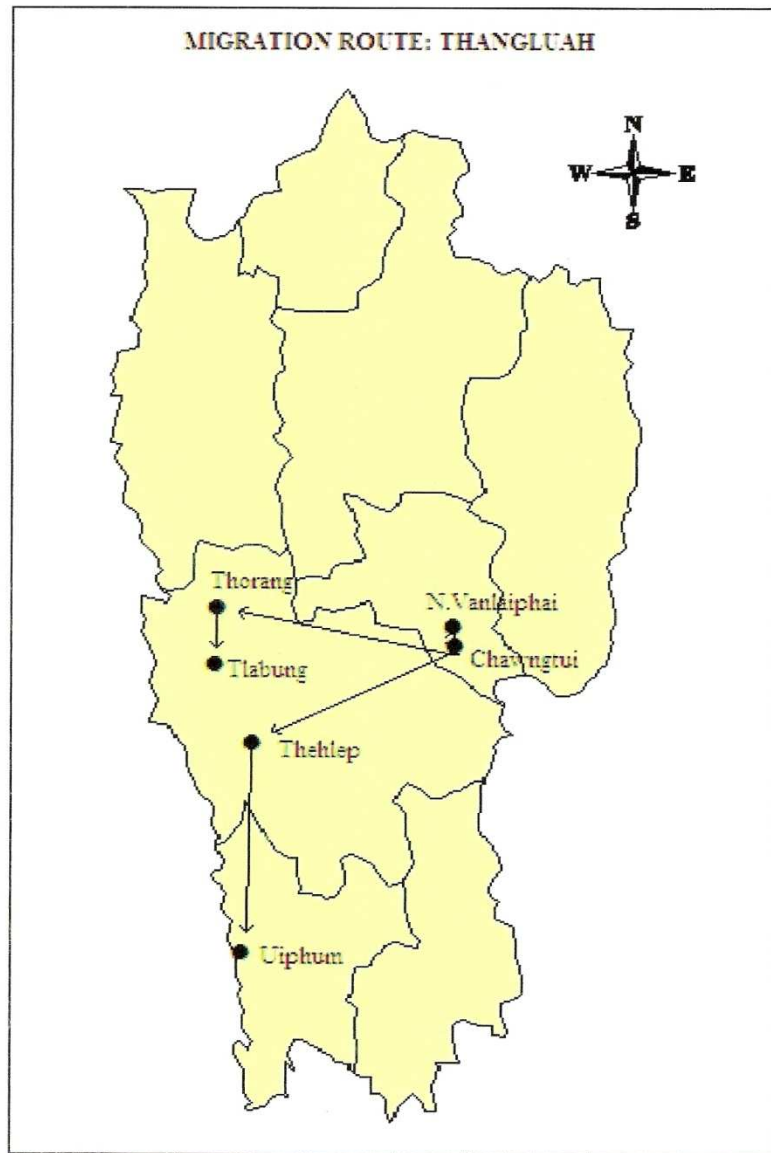 MIGRATION ROUTE: THANGLUAH
N
W E
S
Thorang
N.Vanlaiphai
Chawngtui
Tlabung
Thehlep
Uiphum